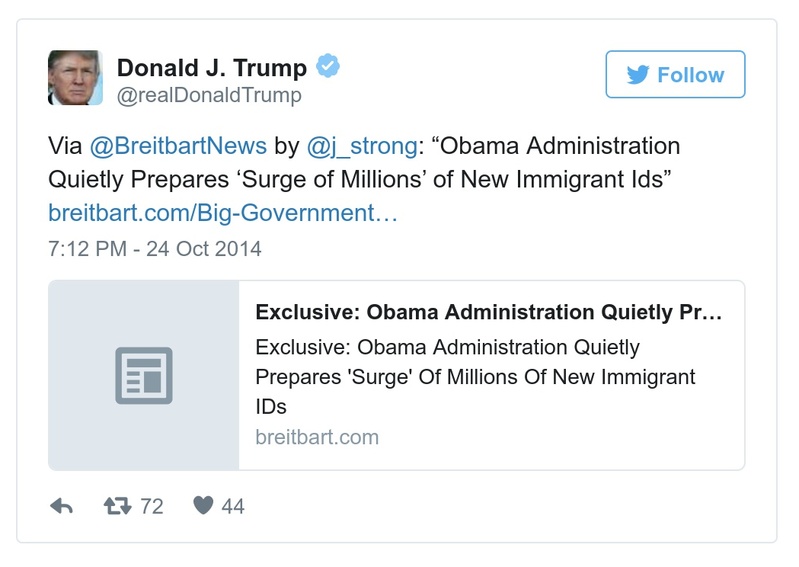 Donald J. Trump
@realDonaldTrump
Follow
Via @BreitbartNews by @j_strong: “Obama Administration
Quietly Prepares ‘Surge of Millions’ of New Immigrant Ids”
breitbart.com/Big-Government…
7:12 PM - 24 Oct 2014
Exclusive: Obama Administration Quietly Pr…
Exclusive: Obama Administration Quietly
Prepares 'Surge' Of Millions Of New Immigrant
IDs
breitbart.com
72 44